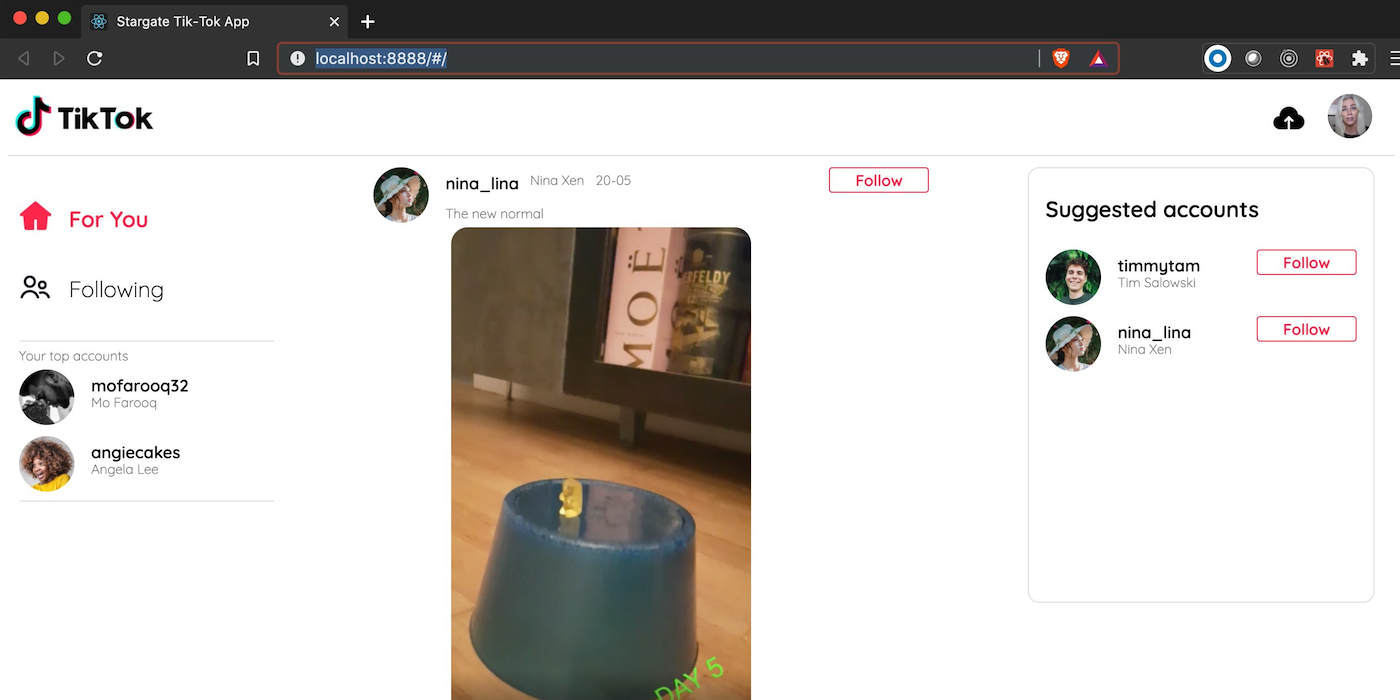 Stargate Tik-Tok App
localhost:8888/#/
TikTok
For You
Following
Your top accounts
mofarooq32
Mo Farooq
angiecakes
Angela Lee
nina_lina Nina Xen 20-05
Follow
The new normal
MOË
RFELDY
DAY 5
Suggested accounts
timmytam
Tim Salowski
Follow
nina_lina
Nina Xen
Follow